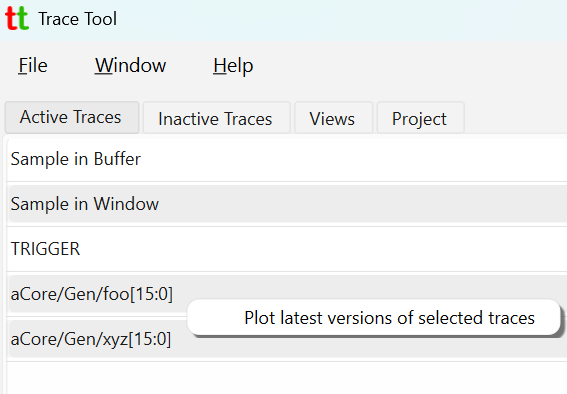 tt Trace Tool
File Window Help
Active Traces Inactive Traces Views Project
Sample in Buffer
Sample in Window
TRIGGER
aCore/Gen/foo[15:0]
Plot latest versions of selected traces
aCore/Gen/xyz[15:0]